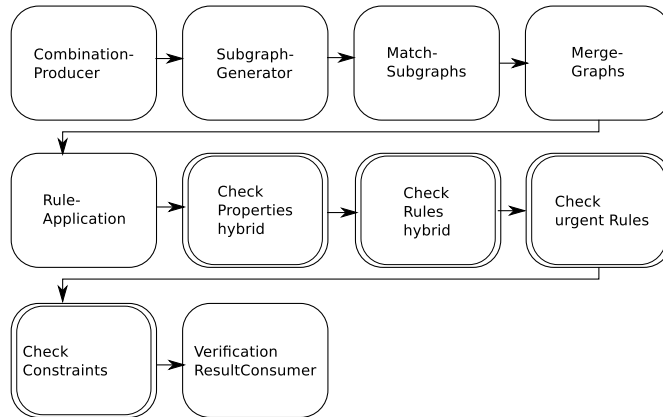 Combination-
Producer
Subgraph-
Generator
Match-
Subgraphs
Merge-
Graphs
Rule-
Application
Check
Properties
hybrid
Check
Rules
hybrid
Check
urgent Rules
Check
Constraints
Verification
ResultConsumer